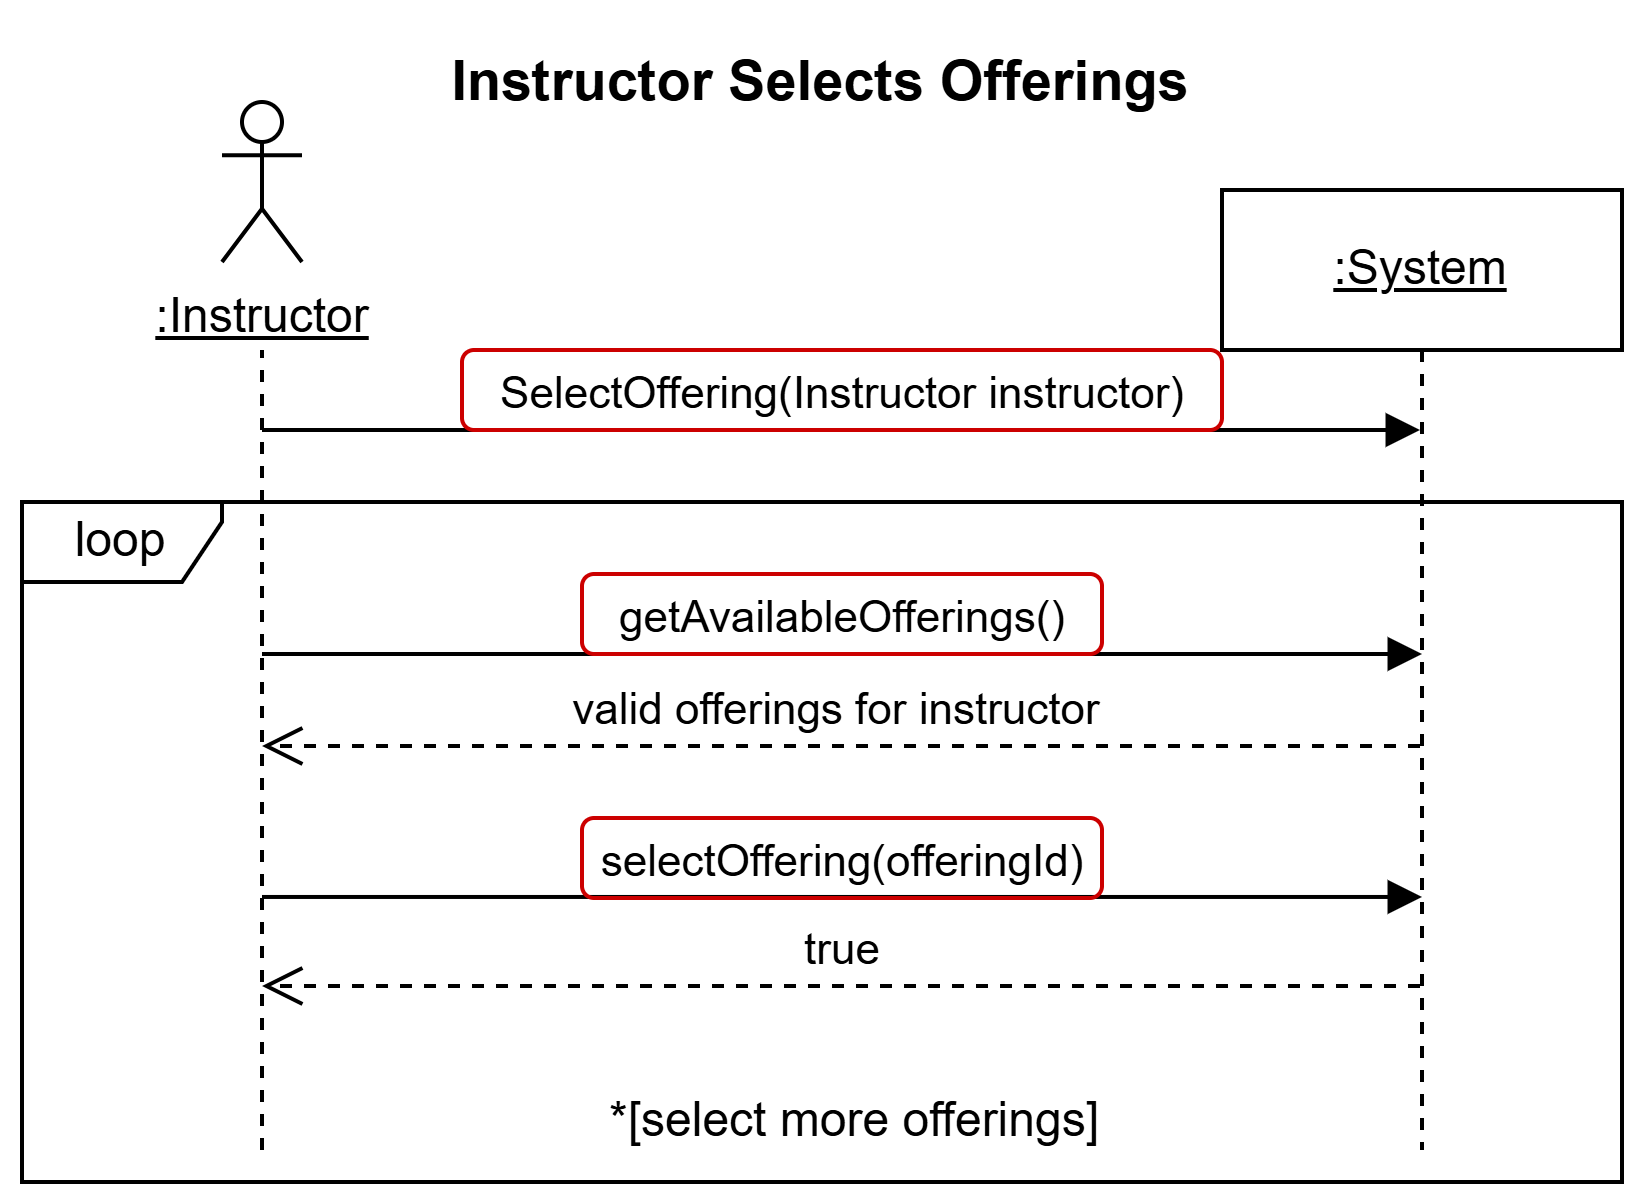 Instructor Selects Offerings
:System
:Instructor
SelectOffering(Instructor instructor)
loop
getAvailableOfferings()
valid offerings for instructor
selectOffering(offeringId)
true
*[select more offerings]